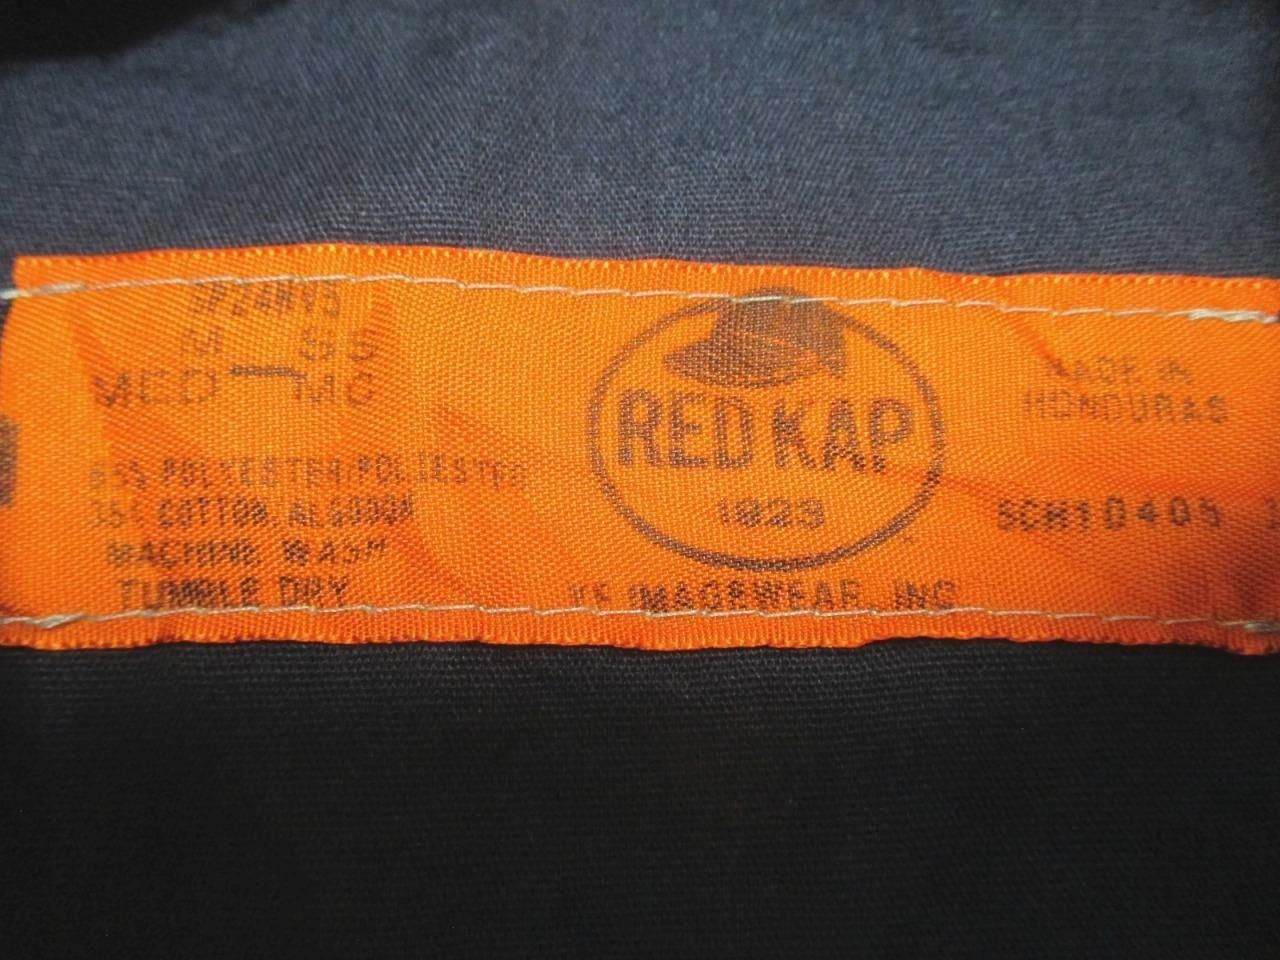 SP24NV5
M SS
MED MC
65% POLYESTER/POLIESTER
35% COTTON/ALGODON
MACHINE WASH
TUMBLE DRY
RED KAP
1923
VF IMAGEWEAR, INC
MADE IN
HONDURAS
SCH10405